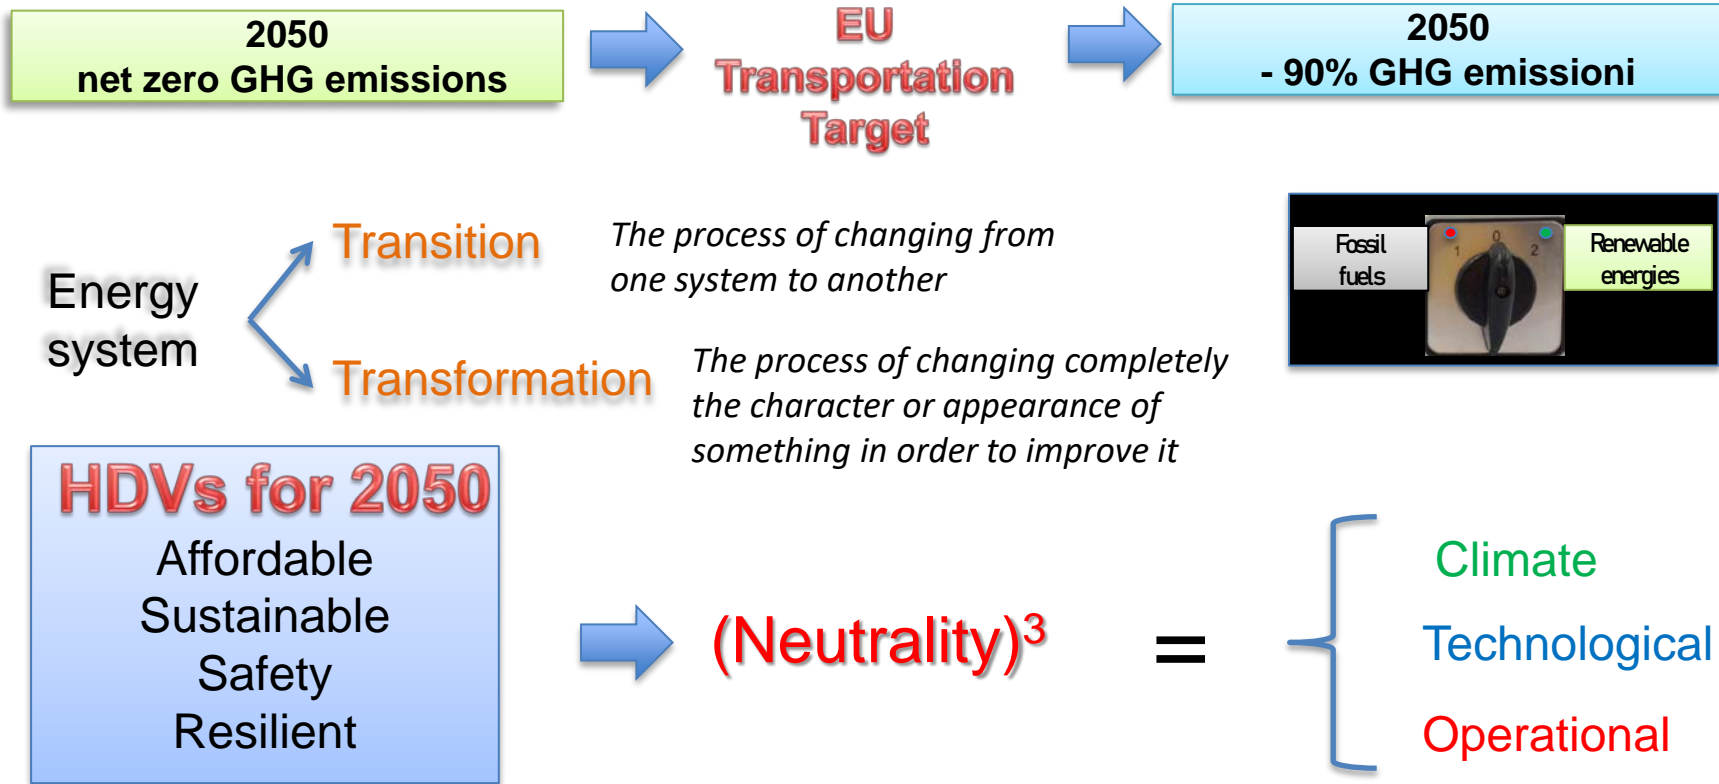 2050
net zero GHG emissions
EU
Transportation
Target
2050
- 90% GHG emissioni
Energy
system
Transition
The process of changing from
one system to another
Transformation
The process of changing completely
the character or appearance of
something in order to improve it
Fossil
fuels
1
0
2
Renewable
energies
HDVs for 2050
Affordable
Sustainable
Safety
Resilient
(Neutrality)³
=
Climate
Technological
Operational